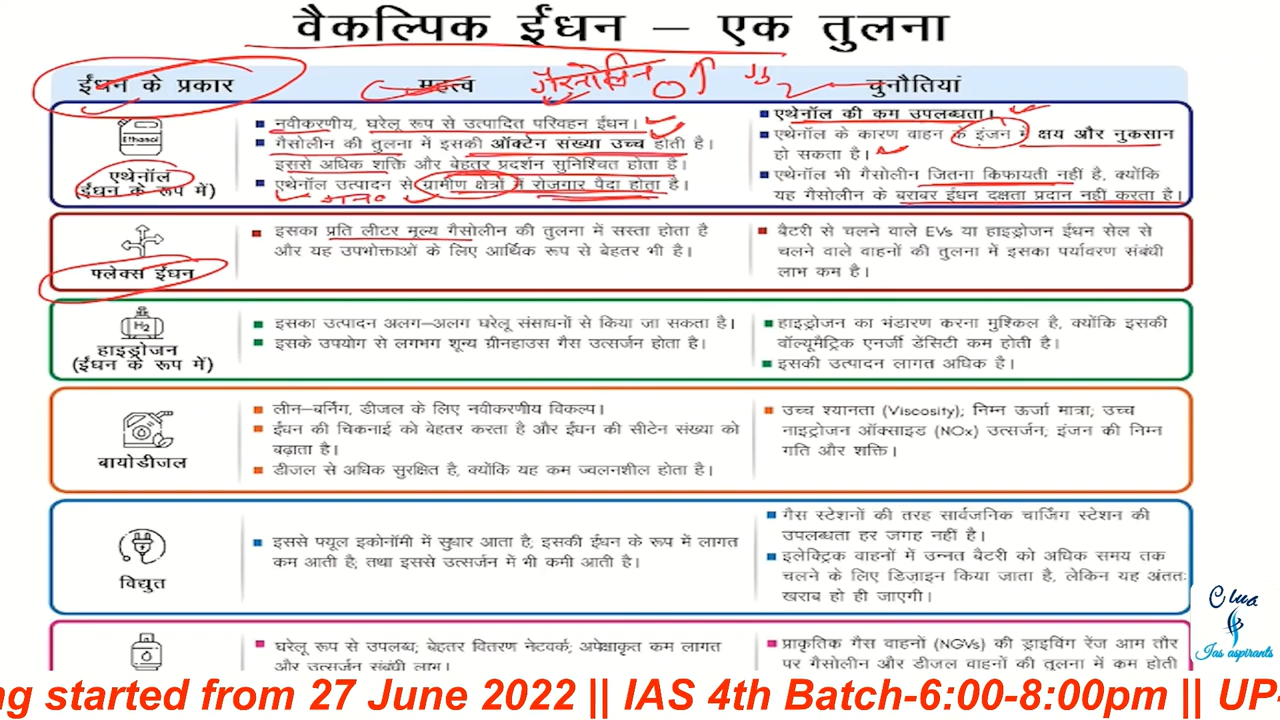 वैकल्पिक ईंधन – एक तुलना
ईंधन के प्रकार
महत्त्व
गैसोलिन
चुनौतियां
Ethanol
एथेनॉल
(ईंधन के रूप में)
नवीकरणीय, घरेलू रूप से उत्पादित परिवहन ईंधन।
गैसोलीन की तुलना में इसकी ऑक्टेन संख्या उच्च होती है।
इससे अधिक शक्ति और बेहतर प्रदर्शन सुनिश्चित होता है।
एथेनॉल उत्पादन से ग्रामीण क्षेत्रों में रोजगार पैदा होता है।
एथेनॉल की कम उपलब्धता।
एथेनॉल के कारण वाहन के इंजन में क्षय और नुकसान
हो सकता है।
एथेनॉल भी गैसोलीन जितना किफायती नहीं है, क्योंकि
यह गैसोलीन के बराबर ईंधन दक्षता प्रदान नहीं करता है।
फ्लेक्स ईंधन
इसका प्रति लीटर मूल्य गैसोलीन की तुलना में सस्ता होता है
और यह उपभोक्ताओं के लिए आर्थिक रूप से बेहतर भी है।
बैटरी से चलने वाले EVs या हाइड्रोजन ईंधन सेल से
चलने वाले वाहनों की तुलना में इसका पर्यावरण संबंधी
लाभ कम है।
H₂
हाइड्रोजन
(ईंधन के रूप में)
इसका उत्पादन अलग–अलग घरेलू संसाधनों से किया जा सकता है।
इसके उपयोग से लगभग शून्य ग्रीनहाउस गैस उत्सर्जन होता है।
हाइड्रोजन का भंडारण करना मुश्किल है, क्योंकि इसकी
वॉल्यूमैट्रिक एनर्जी डेंसिटी कम होती है।
इसकी उत्पादन लागत अधिक है।
बायोडीजल
लीन–बर्निंग, डीजल के लिए नवीकरणीय विकल्प।
ईंधन की चिकनाई को बेहतर करता है और ईंधन की सीटेन संख्या को
बढ़ाता है।
डीजल से अधिक सुरक्षित है, क्योंकि यह कम ज्वलनशील होता है।
उच्च श्यानता (Viscosity); निम्न ऊर्जा मात्रा; उच्च
नाइट्रोजन ऑक्साइड (NOx) उत्सर्जन; इंजन की निम्न
गति और शक्ति।
विद्युत
इससे फ्यूल इकोनॉमी में सुधार आता है; इसकी ईंधन के रूप में लागत
कम आती है; तथा इससे उत्सर्जन में भी कमी आती है।
गैस स्टेशनों की तरह सार्वजनिक चार्जिंग स्टेशन की
उपलब्धता हर जगह नहीं है।
इलेक्ट्रिक वाहनों में उन्नत बैटरी को अधिक समय तक
चलने के लिए डिज़ाइन किया जाता है, लेकिन यह अंततः
खराब हो ही जाएगी।
घरेलू रूप से उपलब्ध; बेहतर वितरण नेटवर्क; अपेक्षाकृत कम लागत
और उत्सर्जन संबंधी लाभ।
प्राकृतिक गैस वाहनों (NGVs) की ड्राइविंग रेंज आम तौर
पर गैसोलीन और डीजल वाहनों की तुलना में कम होती
Ias aspirants
ng started from 27 June 2022 || IAS 4th Batch-6:00-8:00pm || UP-